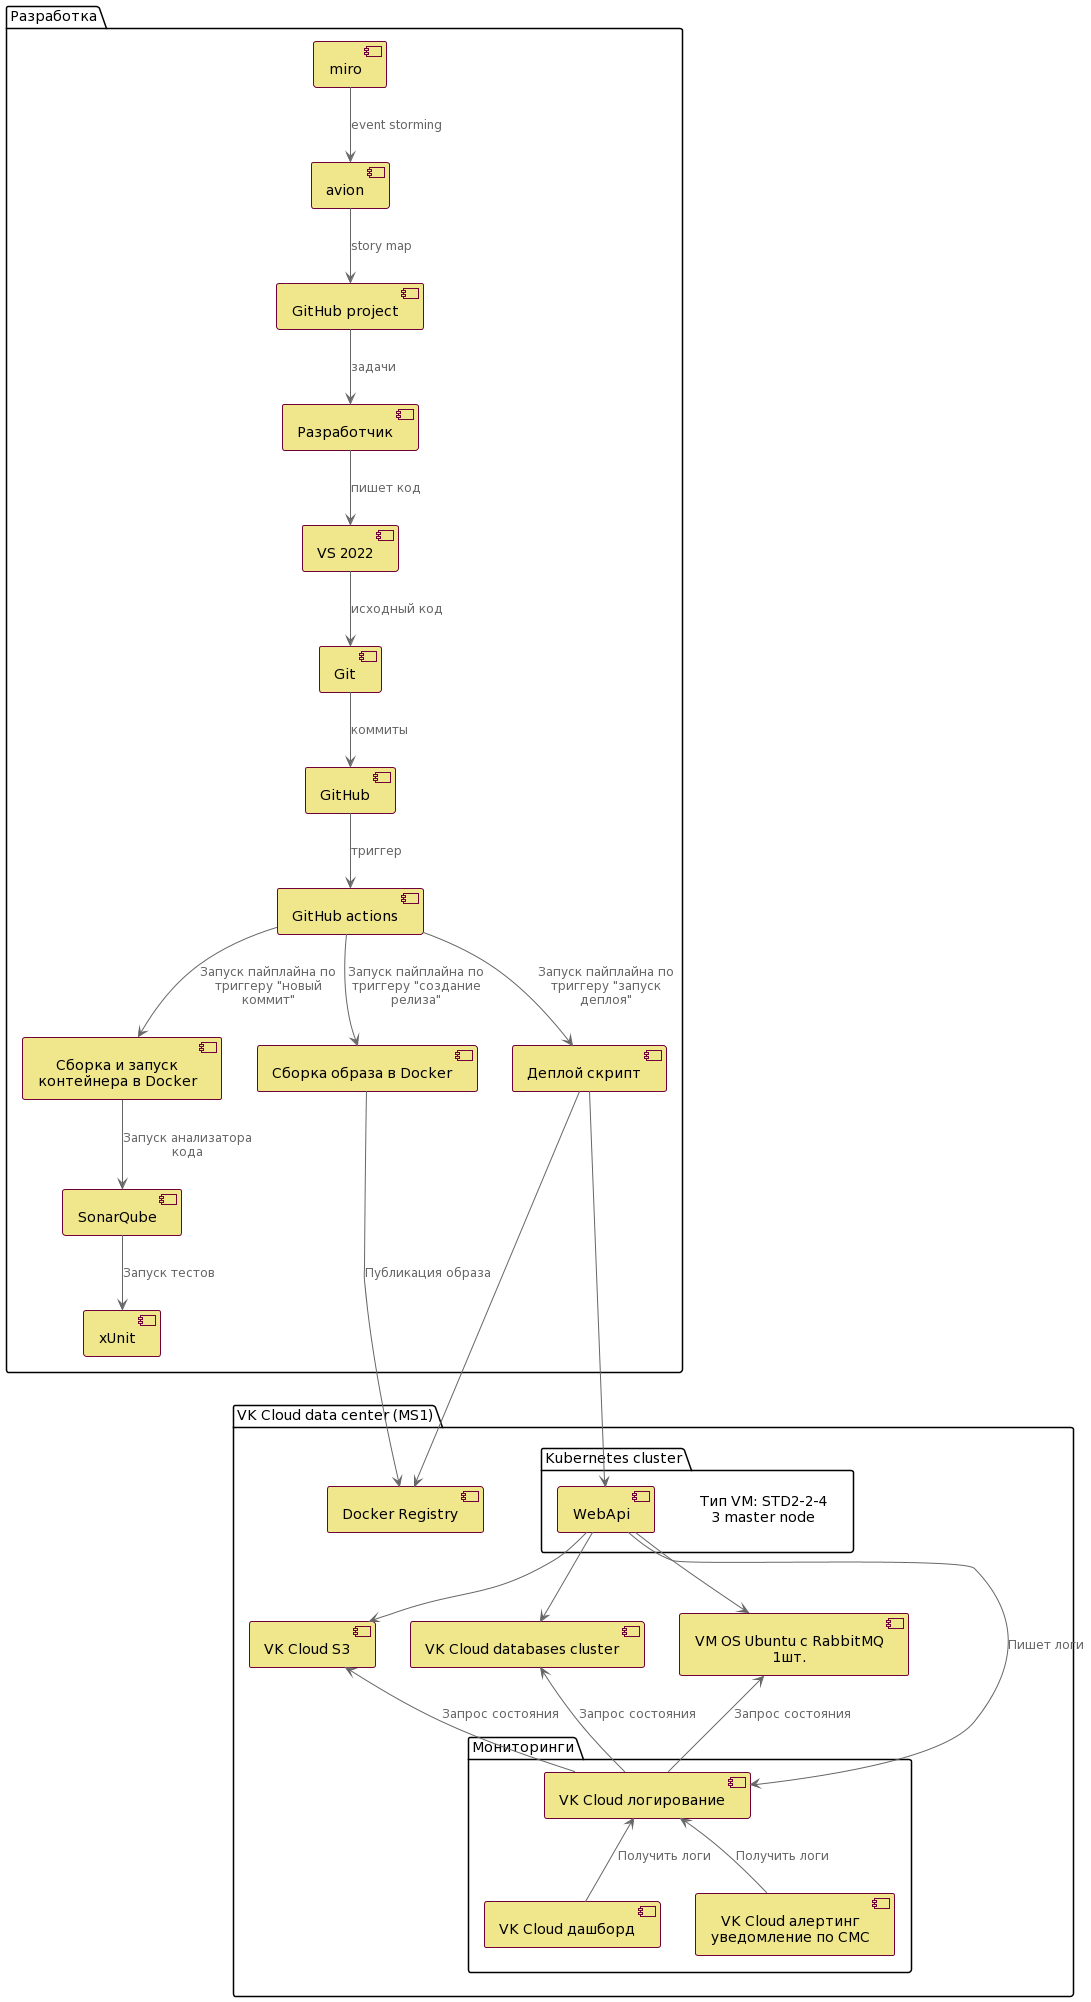 Разработка
miro
event storming
avion
story map
GitHub project
задачи
Разработчик
пишет код
VS 2022
исходный код
Git
коммиты
GitHub
триггер
GitHub actions
Запуск пайплайна по
триггеру "новый
коммит"
Запуск пайплайна по
триггеру "создание
релиза"
Запуск пайплайна по
триггеру "запуск
деплоя"
Сборка и запуск
контейнера в Docker
Сборка образа в Docker
Деплой скрипт
Запуск анализатора
кода
SonarQube
Запуск тестов
Публикация образа
xUnit
VK Cloud data center (MS1)
Kubernetes cluster
Docker Registry
WebApi
Тип VM: STD2-2-4
3 master node
VK Cloud S3
VK Cloud databases cluster
VM OS Ubuntu с RabbitMQ
1шт.
Пишет логи
Запрос состояния
Запрос состояния
Запрос состояния
Мониторинги
VK Cloud логирование
Получить логи
Получить логи
VK Cloud дашборд
VK Cloud алертинг
уведомление по СМС